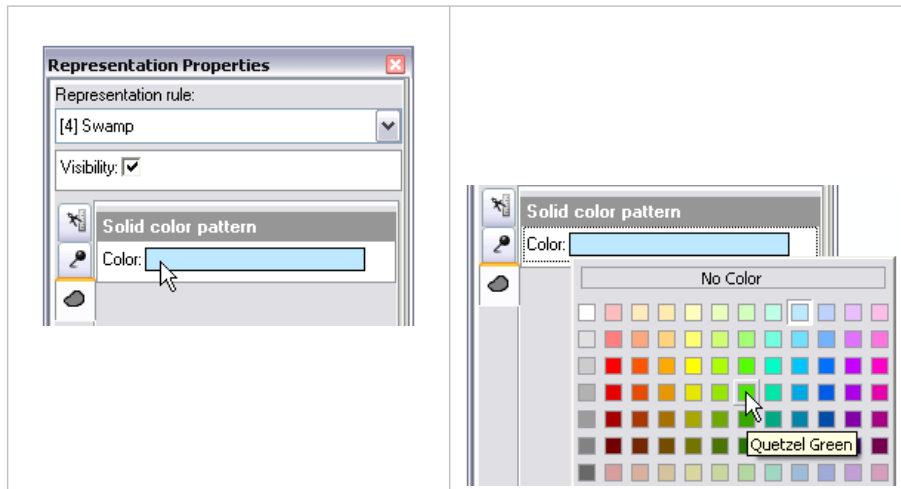 Representation Properties
Representation rule:
[4] Swamp
Visibility:
Solid color pattern
Color:
Solid color pattern
Color:
No Color
Quetzel Green